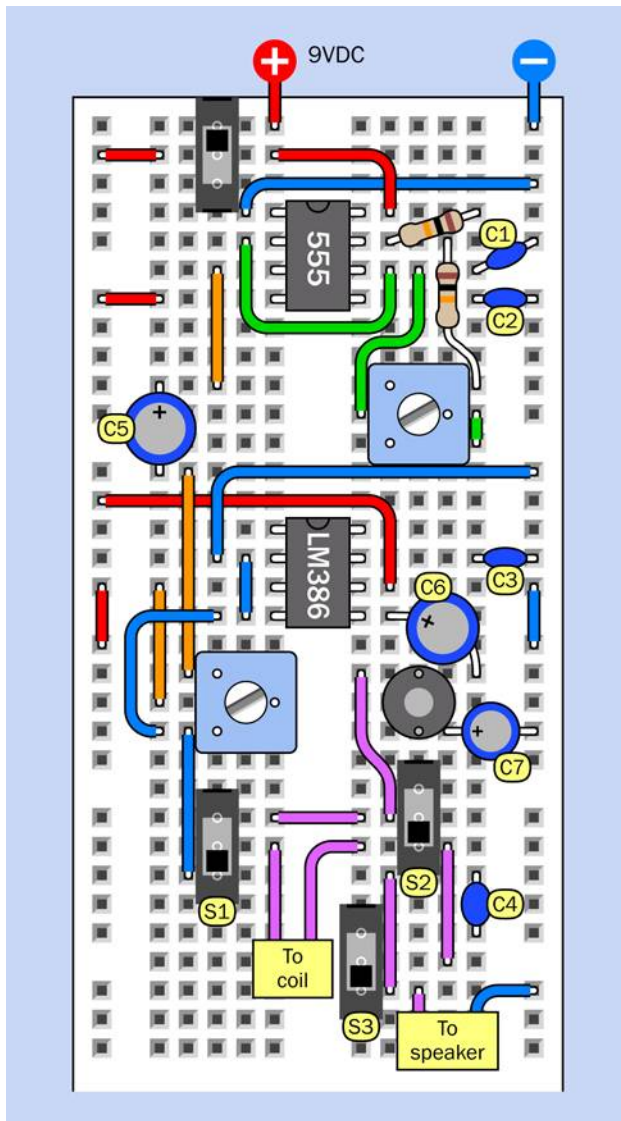 +
9VDC
−
555
C1
C2
C5
LM386
C3
C6
C7
S1
S2
C4
To
coil
S3
To
speaker